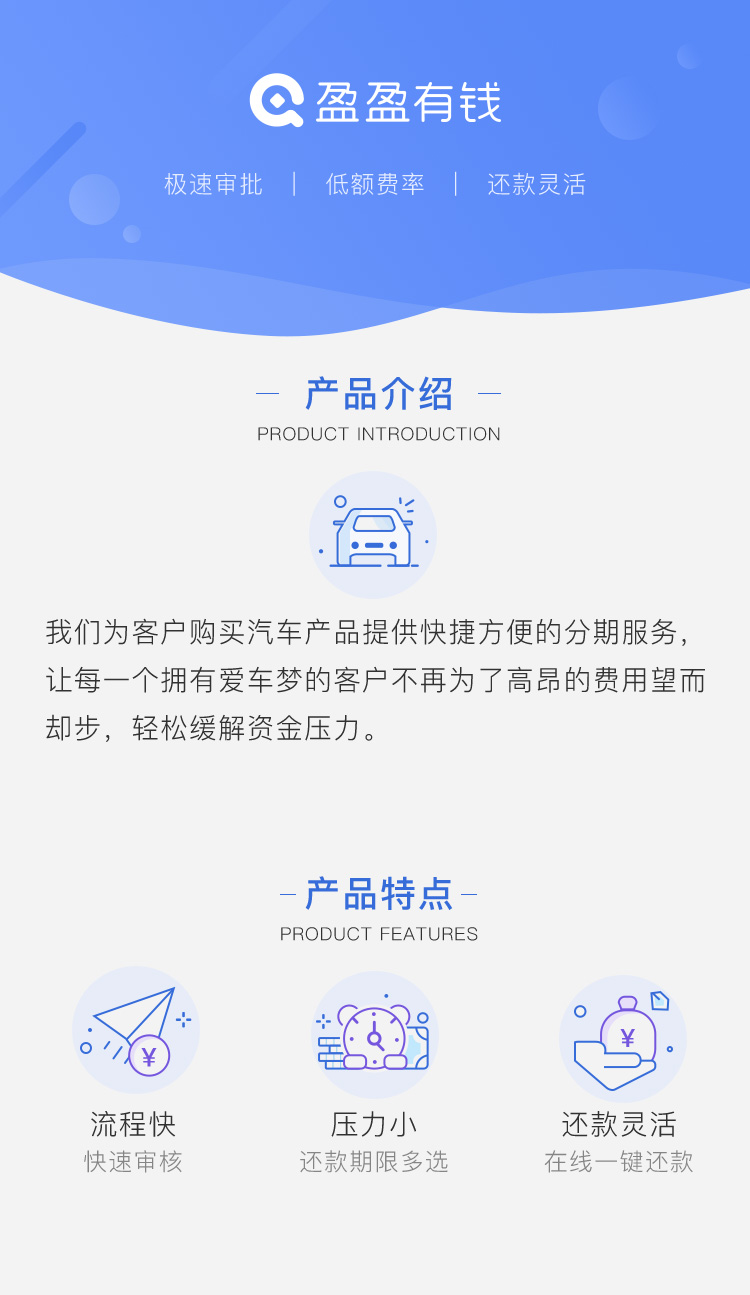 盈盈有钱
极速审批 | 低额费率 | 还款灵活
产品介绍
PRODUCT INTRODUCTION
我们为客户购买汽车产品提供快捷方便的分期服务，
让每一个拥有爱车梦的客户不再为了高昂的费用望而
却步，轻松缓解资金压力。
产品特点
PRODUCT FEATURES
¥ ¥
流程快 压力小 还款灵活
快速审核 还款期限多选 在线一键还款